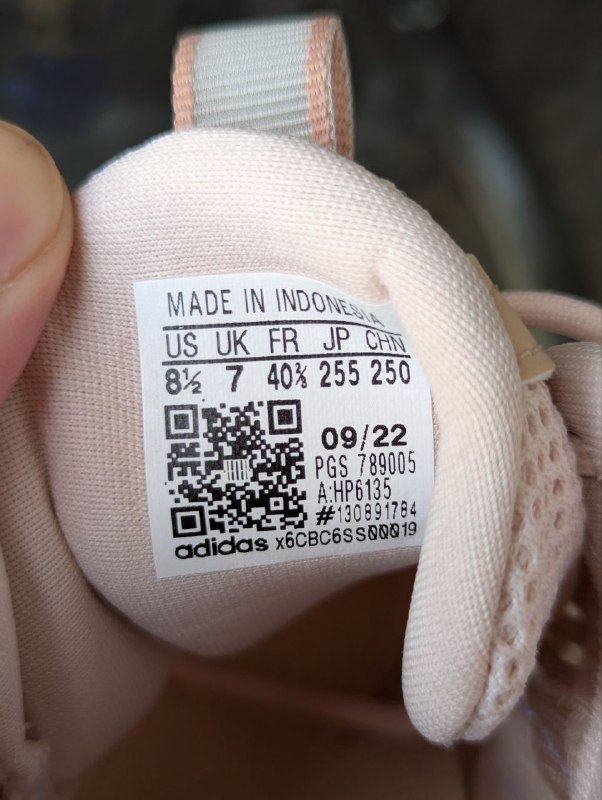 MADE IN INDONESIA
US UK FR JP CHN
8½ 7 40⅔ 255 250
09/22
PGS 789005
A:HP6135
#130891784
adidas x6CBC6SS00019